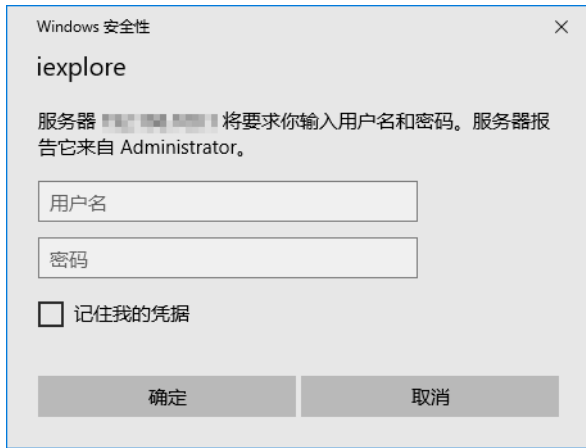 Windows 安全性
iexplore
服务器 将要求你输入用户名和密码。服务器报
告它来自 Administrator。
用户名
密码
记住我的凭据
确定
取消